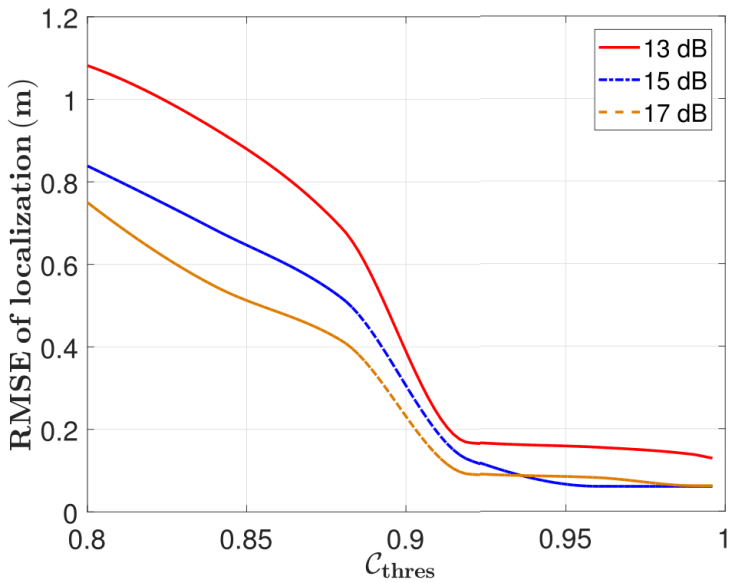 1.2
1
0.8
0.6
0.4
0.2
0
RMSE of localization (m)
13 dB
15 dB
17 dB
0.8
0.85
0.9
0.95
1
𝒞thres